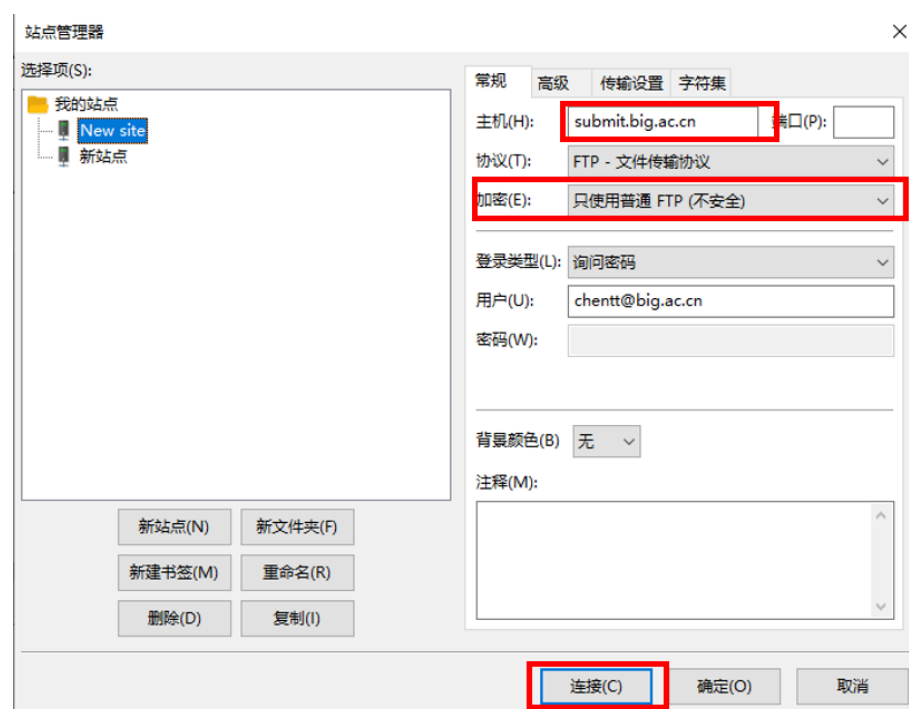 站点管理器
选择项(S):
我的站点
New site
新站点
新站点(N) 新文件夹(F)
新建书签(M) 重命名(R)
删除(D) 复制(I)
常规 高级 传输设置 字符集
主机(H): submit.big.ac.cn 端口(P):
协议(T): FTP - 文件传输协议
加密(E): 只使用普通 FTP (不安全)
登录类型(L): 询问密码
用户(U): chentt@big.ac.cn
密码(W):
背景颜色(B) 无
注释(M):
连接(C) 确定(O) 取消